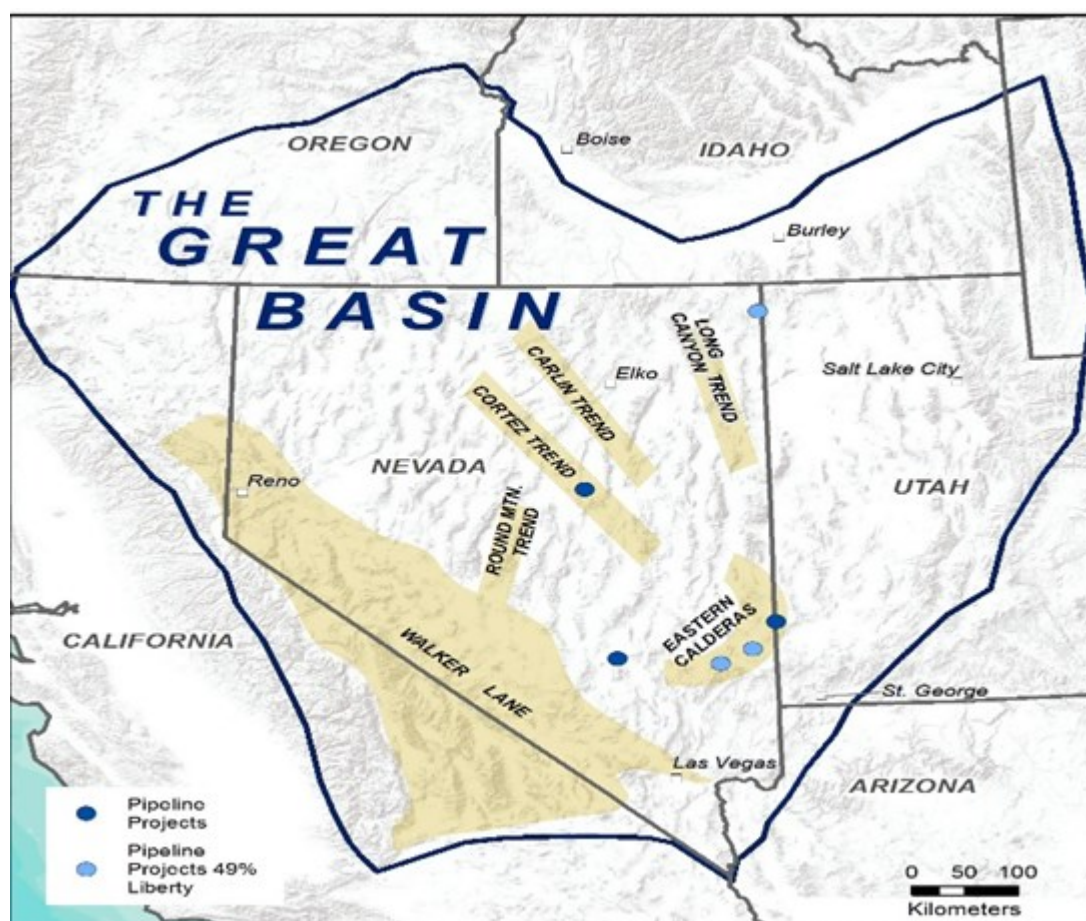 OREGON
Boise
IDAHO
THE
GREAT
BASIN
Burley
LONG
CANYON TREND
CARLIN TREND
Elko
Salt Lake City
CORTEZ TREND
NEVADA
Reno
UTAH
ROUND MTN.
TREND
EASTERN
CALDERAS
CALIFORNIA
WALKER LANE
St. George
Las Vegas
ARIZONA
Pipeline
Projects
Pipeline
Projects 49%
Liberty
0 50 100
Kilometers